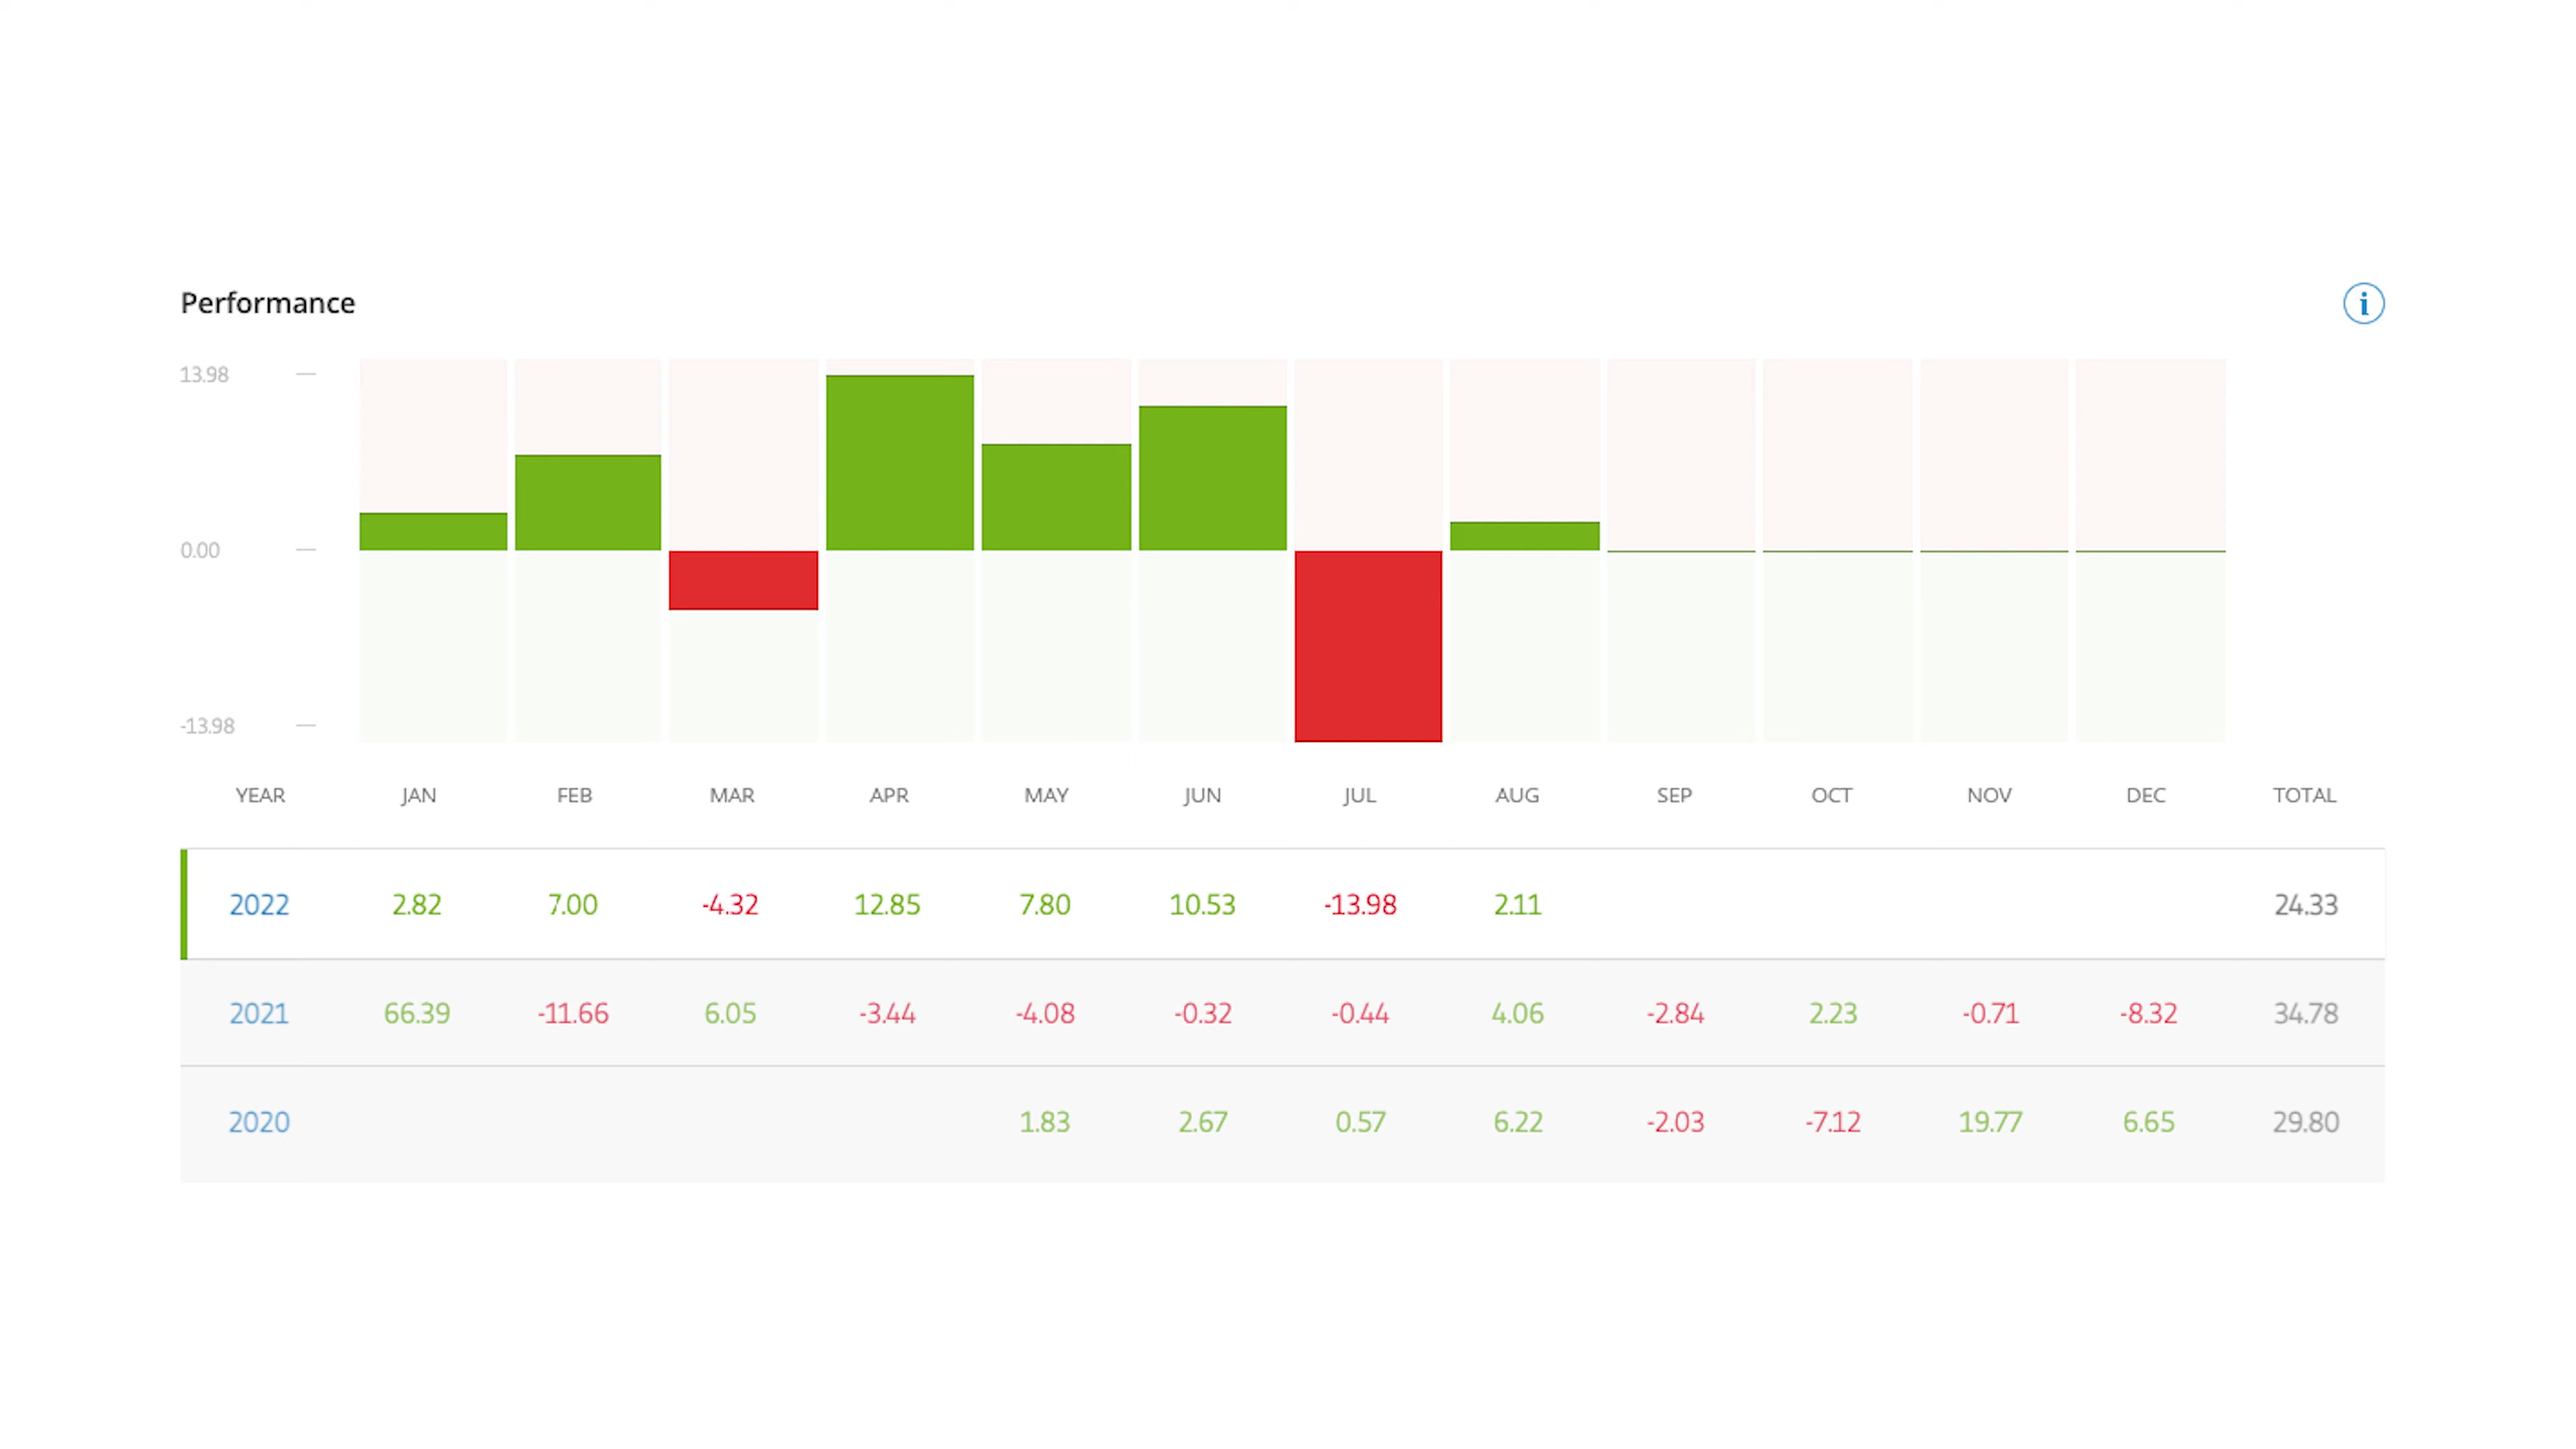 Performance
i
13.98
0.00
-13.98
YEAR JAN FEB MAR APR MAY JUN JUL AUG SEP OCT NOV DEC TOTAL
2022 2.82 7.00 -4.32 12.85 7.80 10.53 -13.98 2.11 24.33
2021 66.39 -11.66 6.05 -3.44 -4.08 -0.32 -0.44 4.06 -2.84 2.23 -0.71 -8.32 34.78
2020 1.83 2.67 0.57 6.22 -2.03 -7.12 19.77 6.65 29.80